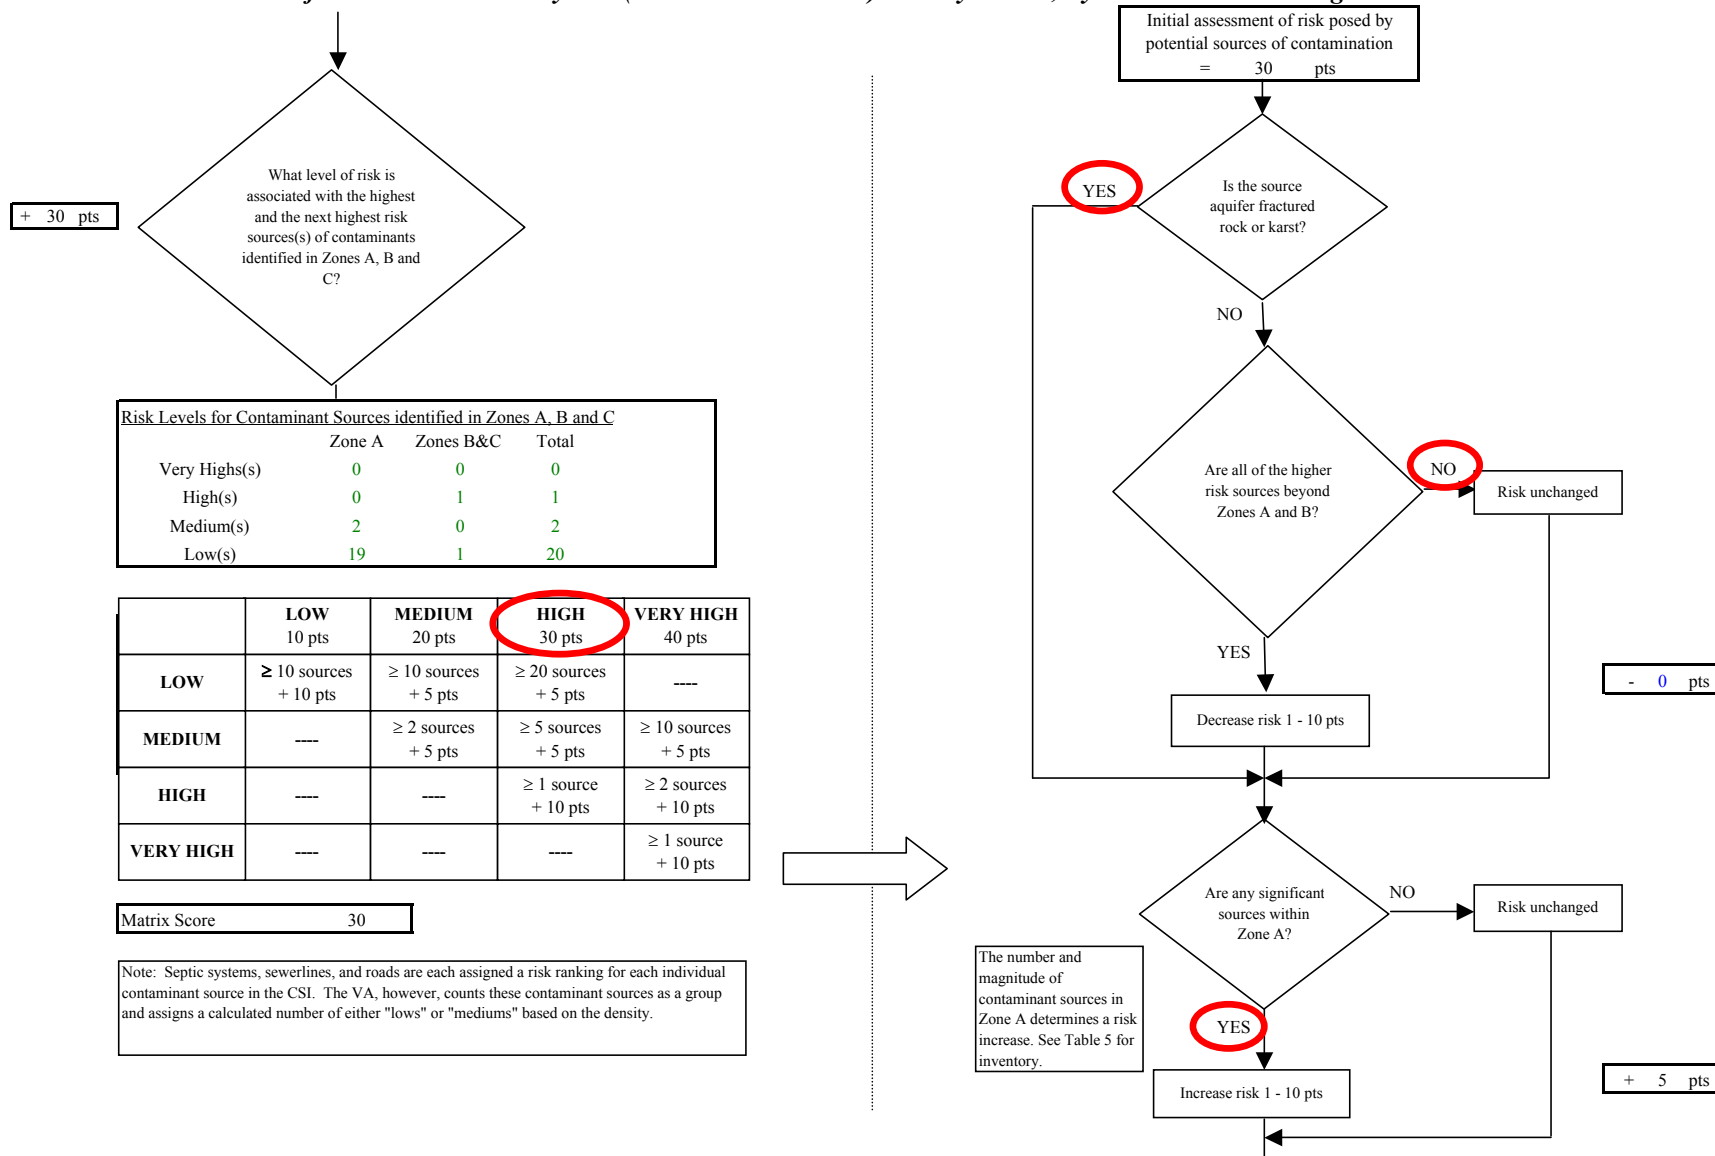 What level of risk is
associated with the highest
and the next highest risk
sources(s) of contaminants
identified in Zones A, B and
C?
+ 30 pts
Risk Levels for Contaminant Sources identified in Zones A, B and C
Zone A Zones B&C Total
Very Highs(s) 0 0 0
High(s) 0 1 1
Medium(s) 2 0 2
Low(s) 19 1 20
LOW MEDIUM HIGH VERY HIGH
10 pts 20 pts 30 pts 40 pts
LOW ≥ 10 sources ≥ 10 sources ≥ 20 sources ----
+ 10 pts + 5 pts + 5 pts
MEDIUM ---- ≥ 2 sources ≥ 5 sources ≥ 10 sources
+ 5 pts + 5 pts + 5 pts
HIGH ---- ---- ≥ 1 source ≥ 2 sources
+ 10 pts + 10 pts
VERY HIGH ---- ---- ---- ≥ 1 source
+ 10 pts
Matrix Score 30
Note: Septic systems, sewerlines, and roads are each assigned a risk ranking for each individual
contaminant source in the CSI. The VA, however, counts these contaminant sources as a group
and assigns a calculated number of either "lows" or "mediums" based on the density.
Initial assessment of risk posed by
potential sources of contamination
= 30 pts
Is the source
aquifer fractured
rock or karst?
YES
NO
Are all of the higher
risk sources beyond
Zones A and B?
NO
Risk unchanged
YES
Decrease risk 1 - 10 pts
- 0 pts
Are any significant
sources within
Zone A?
NO
Risk unchanged
The number and
magnitude of
contaminant sources in
Zone A determines a risk
increase. See Table 5 for
inventory.
YES
Increase risk 1 - 10 pts
+ 5 pts